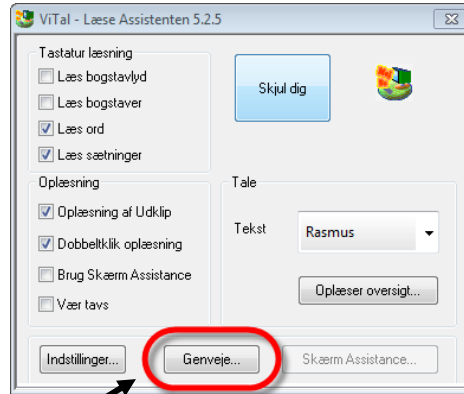 ViTal - Læse Assistenten 5.2.5
Tastatur læsning
Læs bogstavlyd
Læs bogstaver
Læs ord
Læs sætninger
Skjul dig
Oplæsning
Oplæsning af Udklip
Dobbeltklik oplæsning
Brug Skærm Assistance
Vær tavs
Tale
Tekst
Rasmus
Oplæser oversigt...
Indstillinger...
Genveje...
Skærm Assistance...